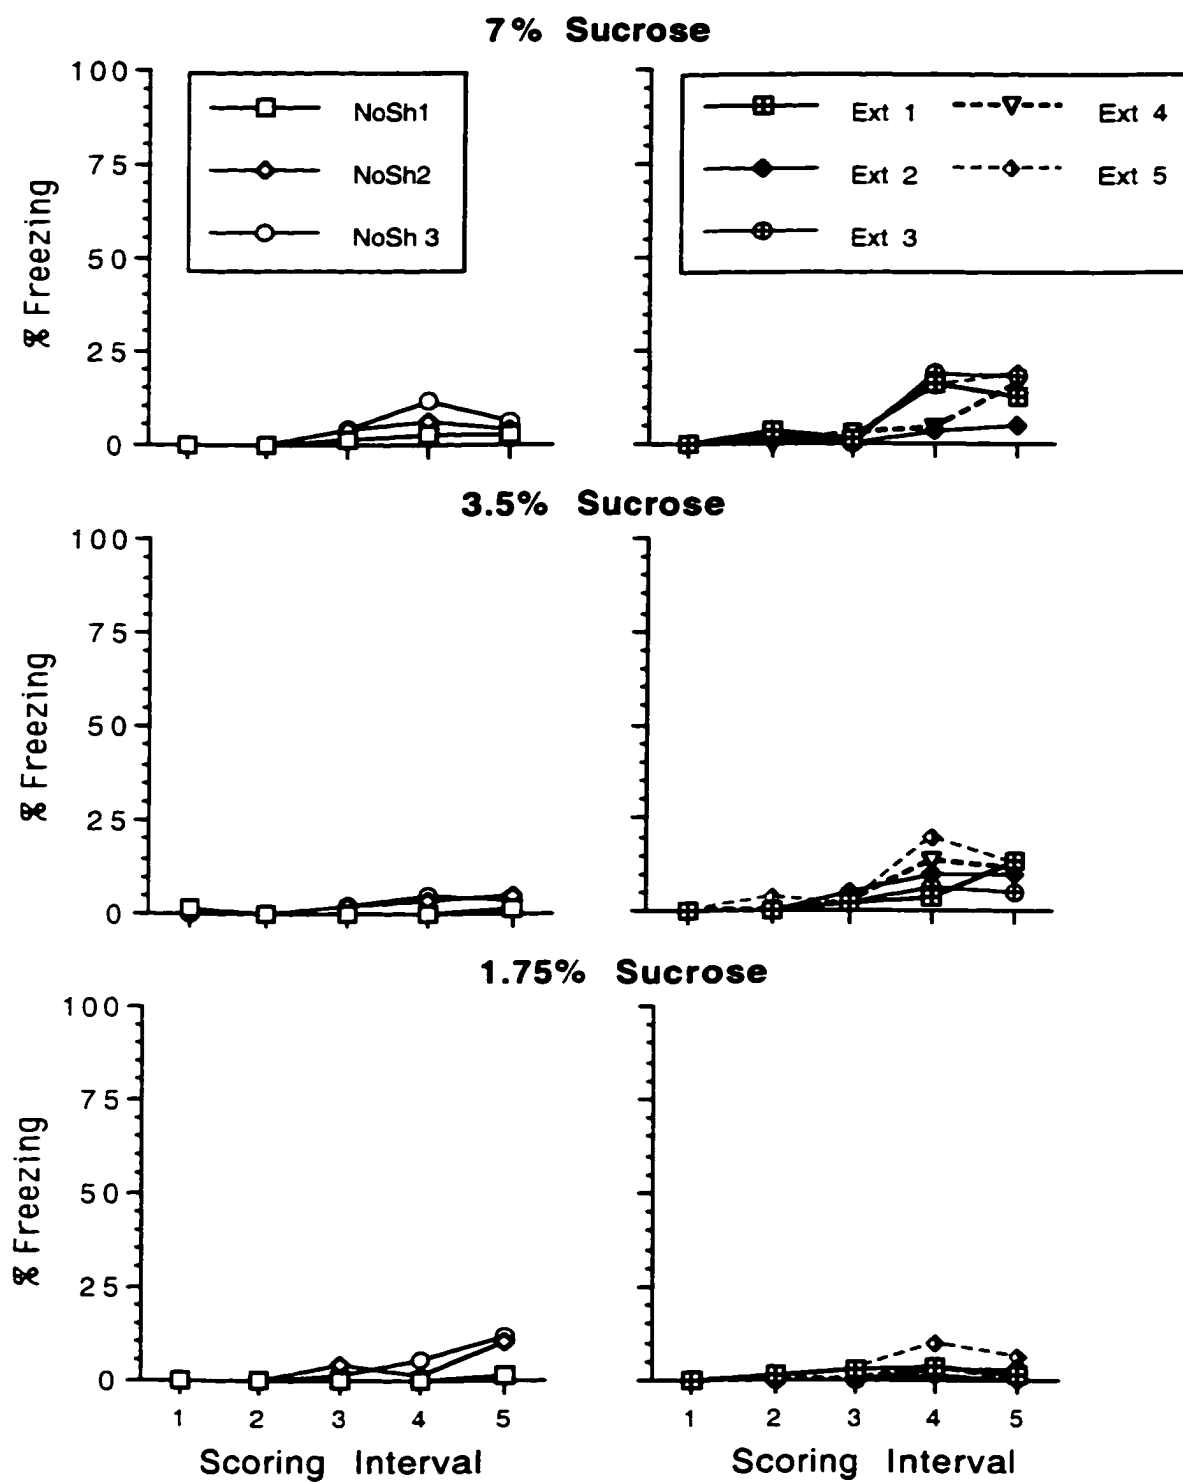 7% Sucrose
100
75
50
25
0
% Freezing
NoSh1
NoSh2
NoSh 3
Ext 1
Ext 4
Ext 2
Ext 5
Ext 3
3.5% Sucrose
100
75
50
25
0
% Freezing
1.75% Sucrose
100
75
50
25
0
% Freezing
1 2 3 4 5
1 2 3 4 5
Scoring Interval
Scoring Interval